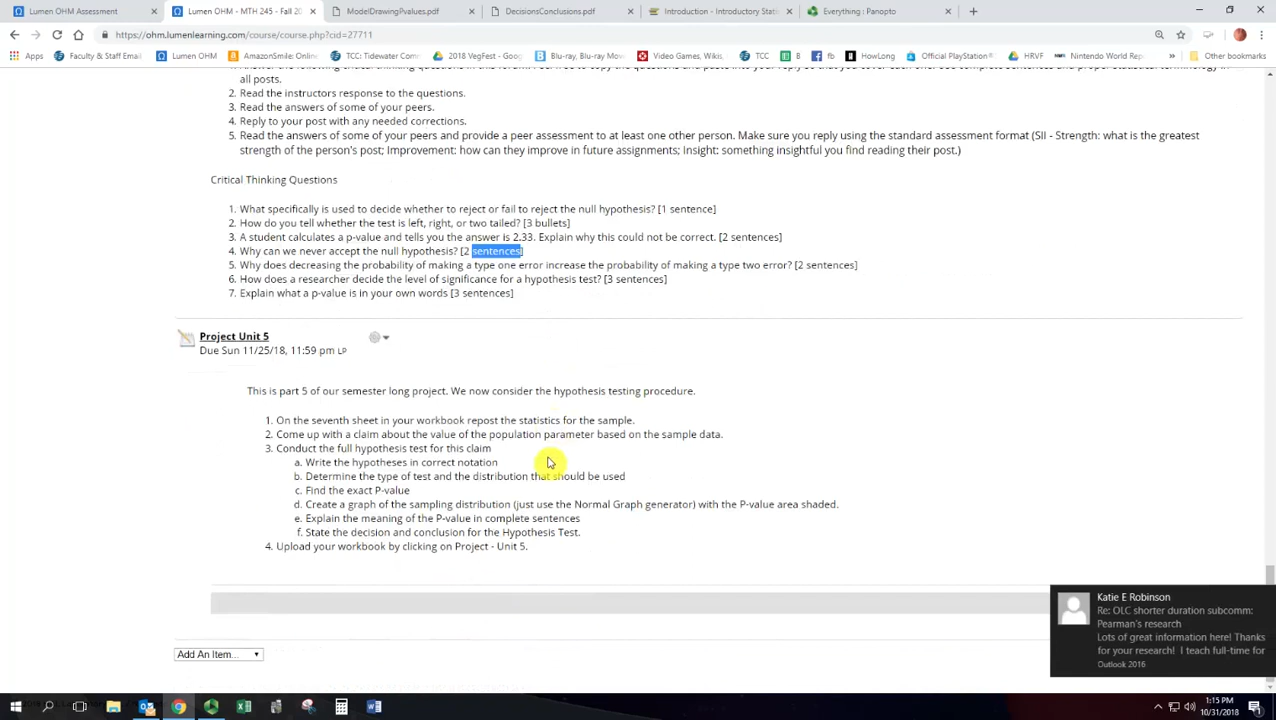 Lumen OHM Assessment
Lumen OHM - MTH 245 - Fall 20
ModelDrawingPvalues.pdf
DecisionsConclusions.pdf
Introduction - Introductory Stati
Everything : Panopto
https://ohm.lumenlearning.com/course/course.php?cid=27711
Faculty & Staff Email
Lumen OHM
AmazonSmile: Online
TCC: Tidewater Comm
2018 VegFest - Goog
Blu-ray, Blu-ray Mov
Video Games, Wikis,
TCC
B
fb
HowLong
Official PlayStation®
HRVF
Nintendo World Rep
»
Other bookmarks
all posts.
2. Read the instructors response to the questions.
3. Read the answers of some of your peers.
4. Reply to your post with any needed corrections.
5. Read the answers of some of your peers and provide a peer assessment to at least one other person. Make sure you reply using the standard assessment format (SII - Strength: what is the greatest
strength of the person's post; Improvement: how can they improve in future assignments; Insight: something insightful you find reading their post.)
Critical Thinking Questions
1. What specifically is used to decide whether to reject or fail to reject the null hypothesis? [1 sentence]
2. How do you tell whether the test is left, right, or two tailed? [3 bullets]
3. A student calculates a p-value and tells you the answer is 2.33. Explain why this could not be correct. [2 sentences]
4. Why can we never accept the null hypothesis? [2 sentences]
5. Why does decreasing the probability of making a type one error increase the probability of making a type two error? [2 sentences]
6. How does a researcher decide the level of significance for a hypothesis test? [3 sentences]
7. Explain what a p-value is in your own words [3 sentences]
Project Unit 5
Due Sun 11/25/18, 11:59 pm LP
This is part 5 of our semester long project. We now consider the hypothesis testing procedure.
1. On the seventh sheet in your workbook repost the statistics for the sample.
2. Come up with a claim about the value of the population parameter based on the sample data.
3. Conduct the full hypothesis test for this claim
a. Write the hypotheses in correct notation
b. Determine the type of test and the distribution that should be used
c. Find the exact P-value
d. Create a graph of the sampling distribution (just use the Normal Graph generator) with the P-value area shaded.
e. Explain the meaning of the P-value in complete sentences
f. State the decision and conclusion for the Hypothesis Test.
4. Upload your workbook by clicking on Project - Unit 5.
Katie E Robinson
Re: OLC shorter duration subcomm:
Pearman's research
Lots of great information here! Thanks
for your research! I teach full-time for
Outlook 2016
Add An Item...
1:15 PM
10/31/2018